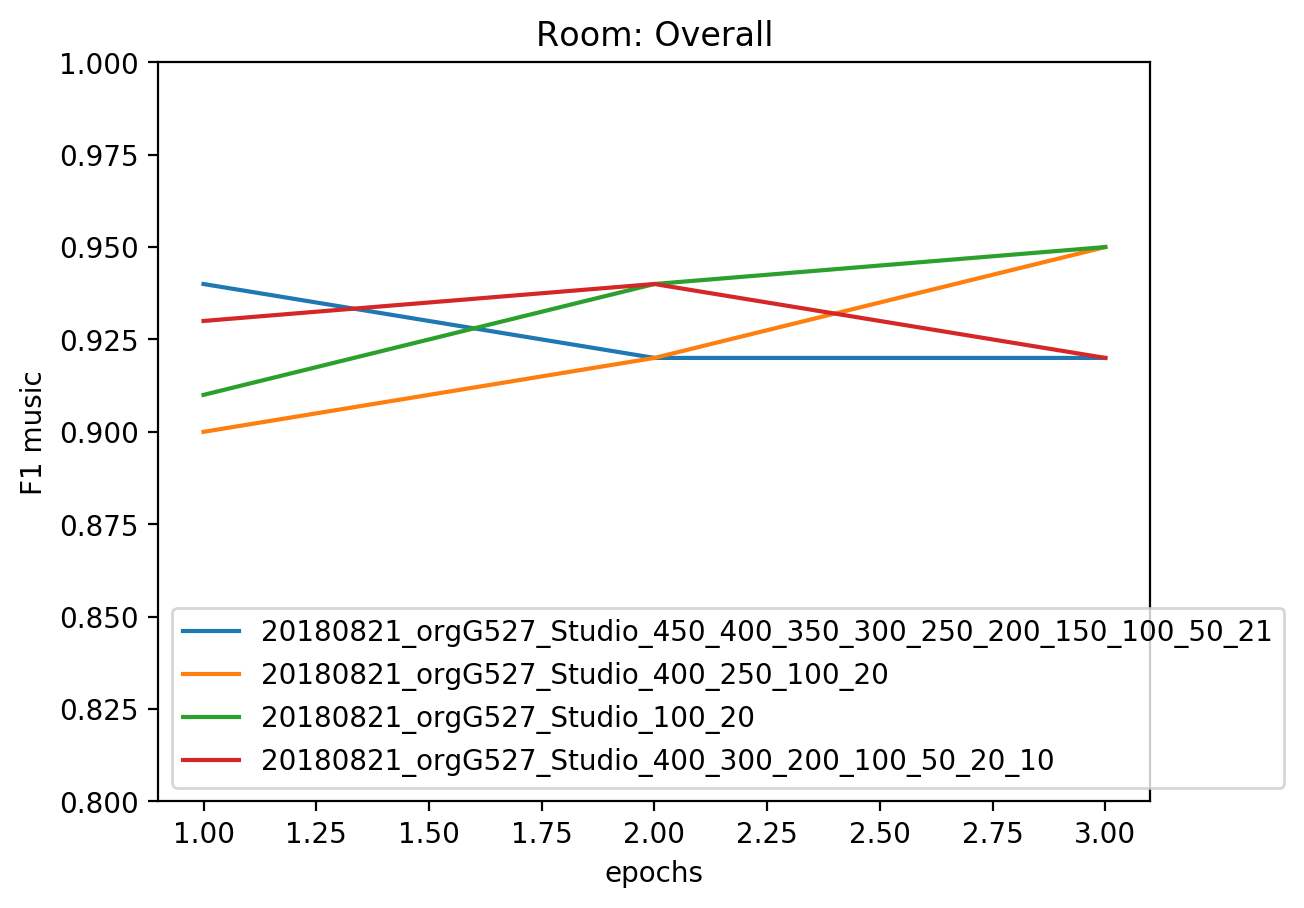 Room: Overall
1.000
0.975
0.950
0.925
0.900
0.875
0.850
0.825
0.800
F1 music
20180821_orgG527_Studio_450_400_350_300_250_200_150_100_50_21
20180821_orgG527_Studio_400_250_100_20
20180821_orgG527_Studio_100_20
20180821_orgG527_Studio_400_300_200_100_50_20_10
1.00 1.25 1.50 1.75 2.00 2.25 2.50 2.75 3.00
epochs